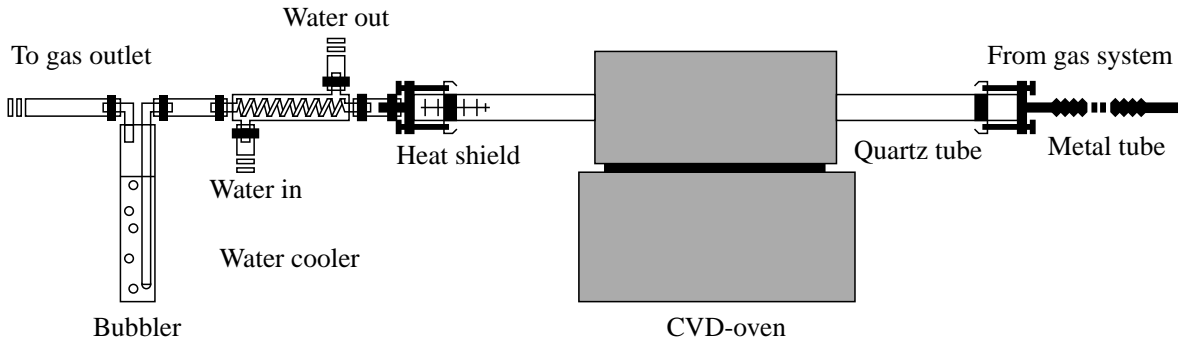 Water out
To gas outlet
From gas system
Heat shield
Quartz tube
Metal tube
Water in
Water cooler
Bubbler
CVD-oven